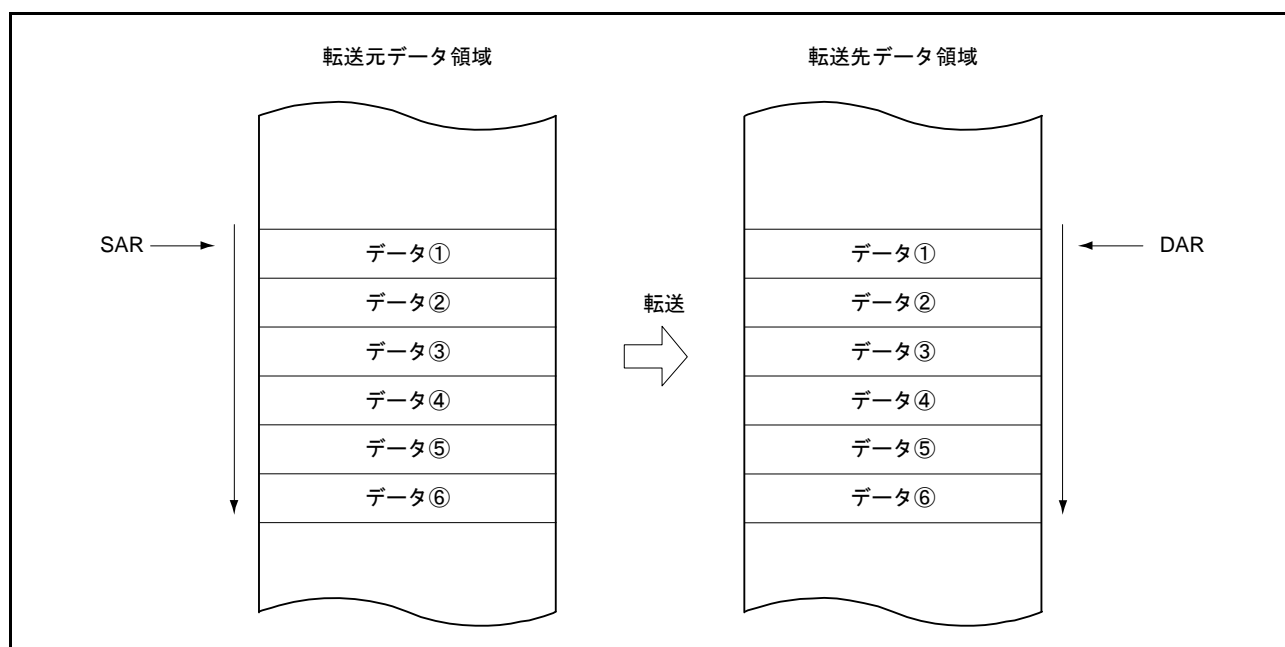 転送元データ領域
転送先データ領域
SAR
データ①
データ②
データ③
データ④
データ⑤
データ⑥
転送
データ①
データ②
データ③
データ④
データ⑤
データ⑥
DAR